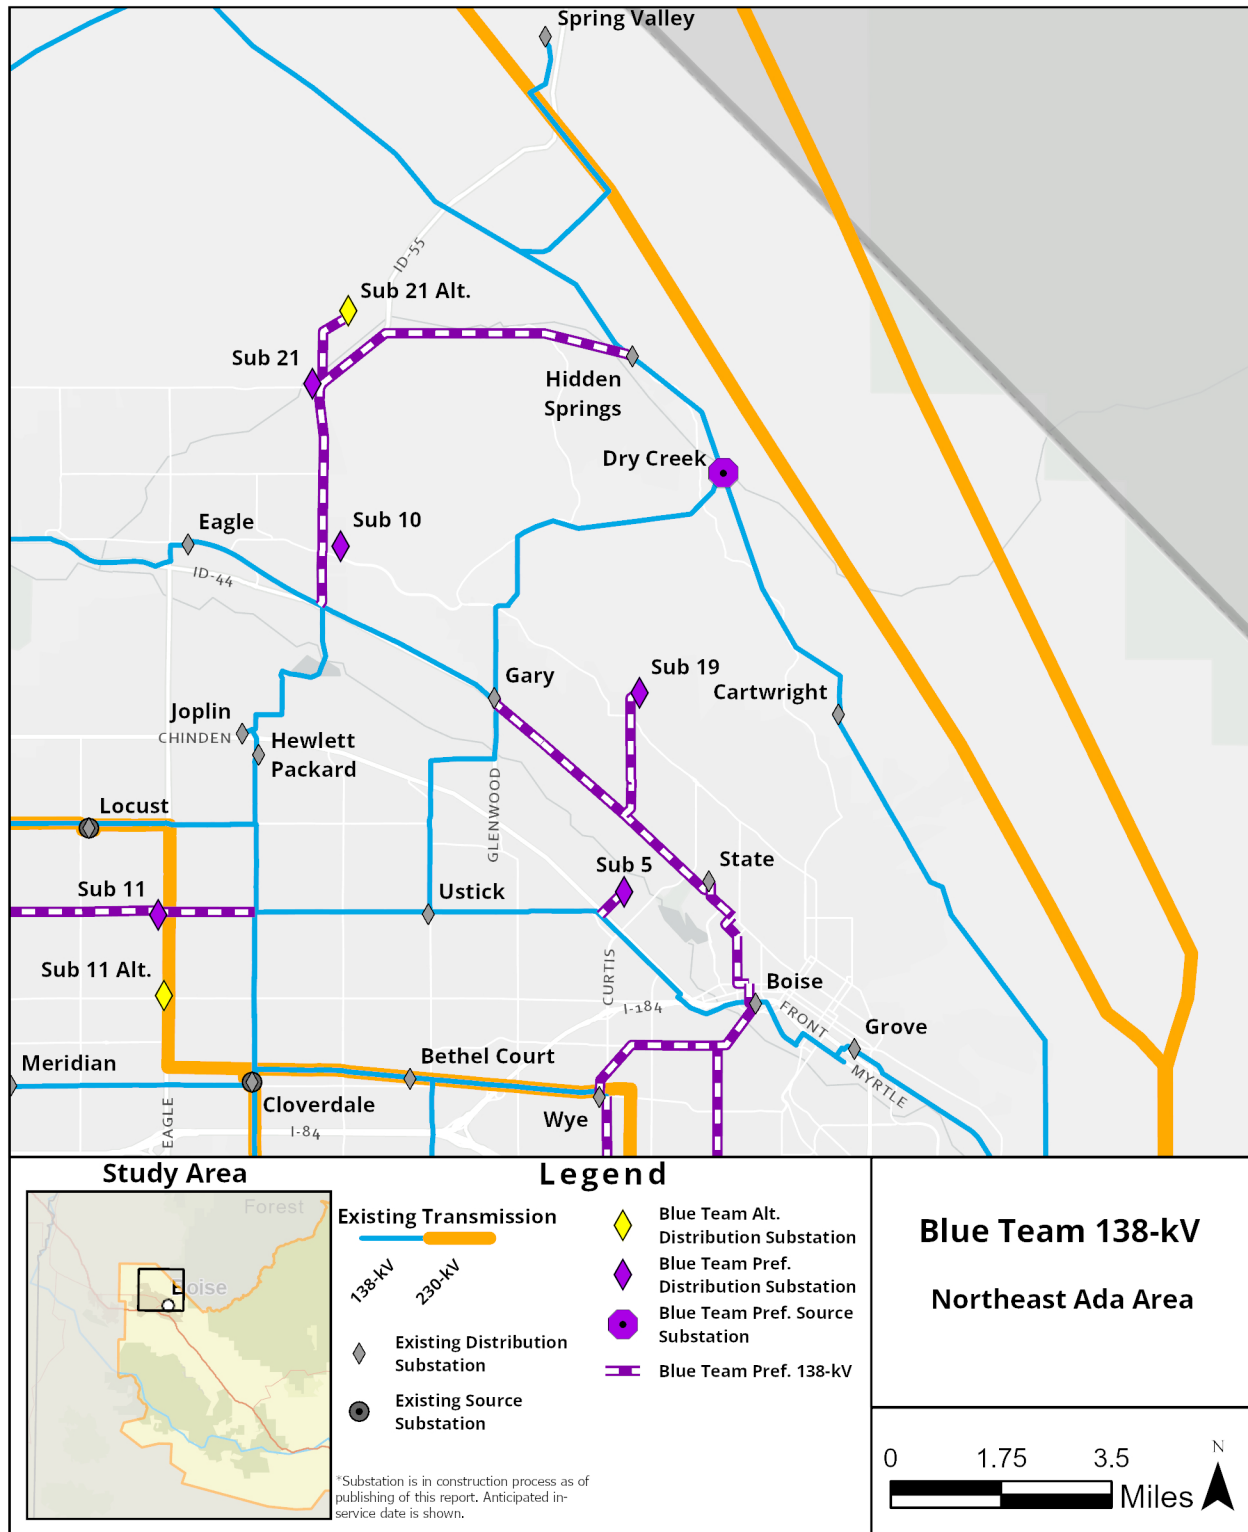 Spring Valley
ID-55
Sub 21 Alt.
Sub 21
Hidden
Springs
Dry Creek
Sub 10
Eagle
ID-44
Gary
Sub 19
Cartwright
Joplin
CHINDEN
Hewlett
Packard
Locust
GLENWOOD
State
Sub 5
Sub 11
Ustick
Sub 11 Alt.
CURTIS
Boise
I-184
FRONT
Grove
Meridian
Bethel Court
MYRTLE
Cloverdale
Wye
EAGLE
I-84
Study Area
Forest
Boise
Legend
Existing Transmission
138-kV
230-kV
Existing Distribution
Substation
Existing Source
Substation
Blue Team Alt.
Distribution Substation
Blue Team Pref.
Distribution Substation
Blue Team Pref. Source
Substation
Blue Team Pref. 138-kV
*Substation is in construction process as of
publishing of this report. Anticipated in-
service date is shown.
Blue Team 138-kV
Northeast Ada Area
0 1.75 3.5
Miles
N